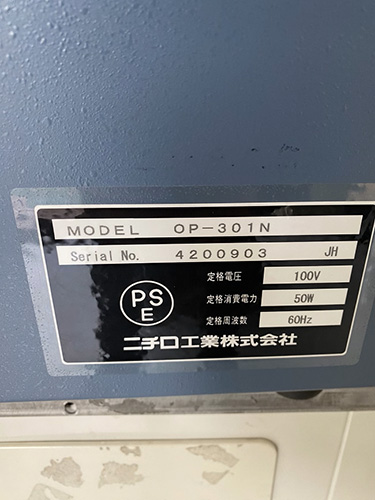 MODEL OP-301N
Serial No. 4200903 JH
定格電圧 100V
定格消費電力 50W
定格周波数 60Hz
PS
E
ニチロ工業株式会社